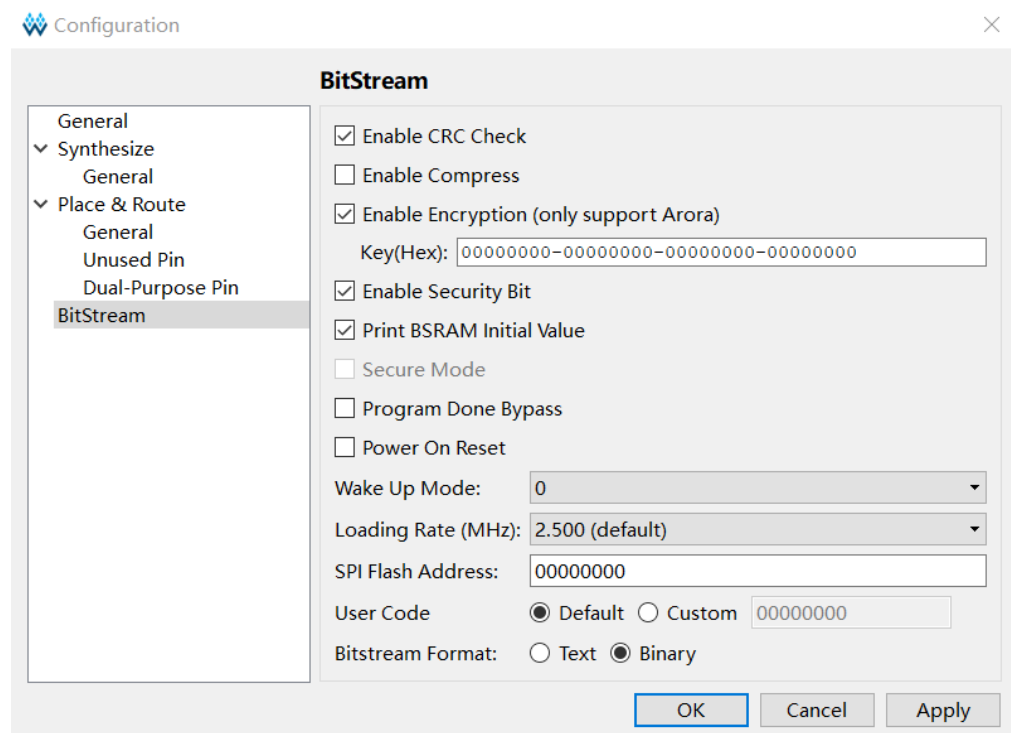 Configuration
BitStream
General
Synthesize
General
Place & Route
General
Unused Pin
Dual-Purpose Pin
BitStream
Enable CRC Check
Enable Compress
Enable Encryption (only support Arora)
Key(Hex): 00000000-00000000-00000000-00000000
Enable Security Bit
Print BSRAM Initial Value
Secure Mode
Program Done Bypass
Power On Reset
Wake Up Mode: 0
Loading Rate (MHz): 2.500 (default)
SPI Flash Address: 00000000
User Code Default Custom 00000000
Bitstream Format: Text Binary
OK Cancel Apply